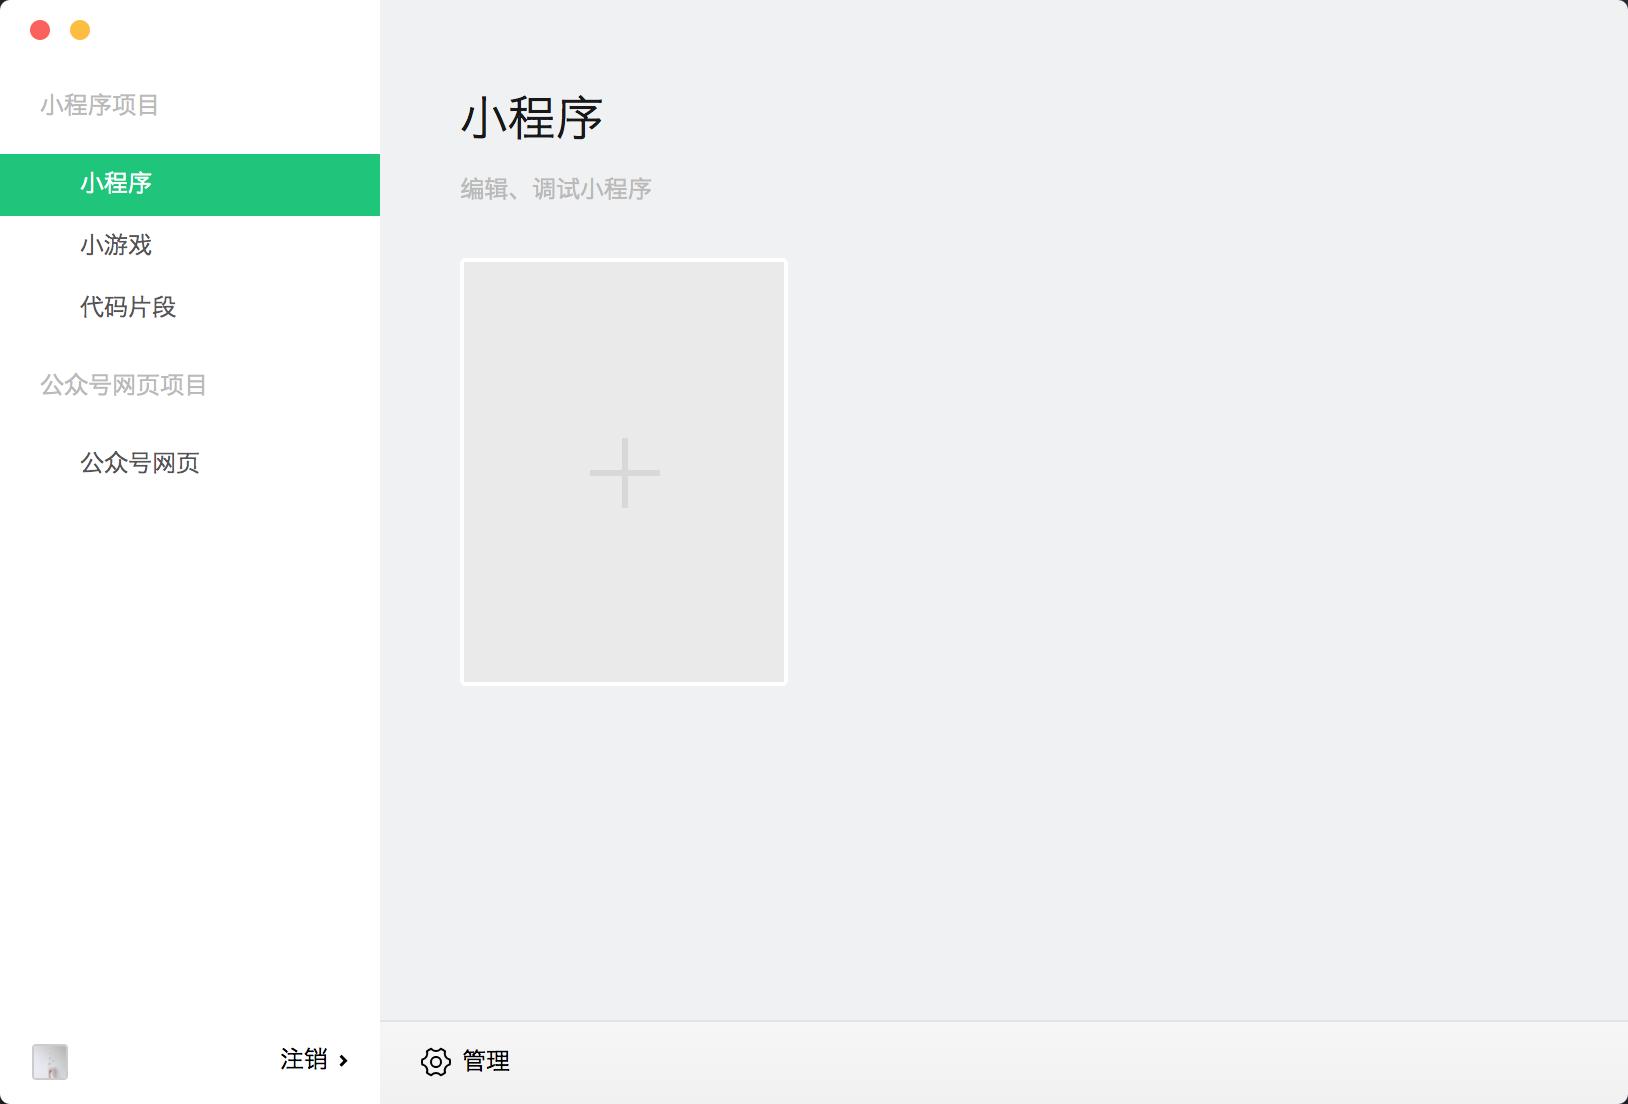 小程序项目
小程序
小游戏
代码片段
公众号网页项目
公众号网页
注销
小程序
编辑、调试小程序
管理